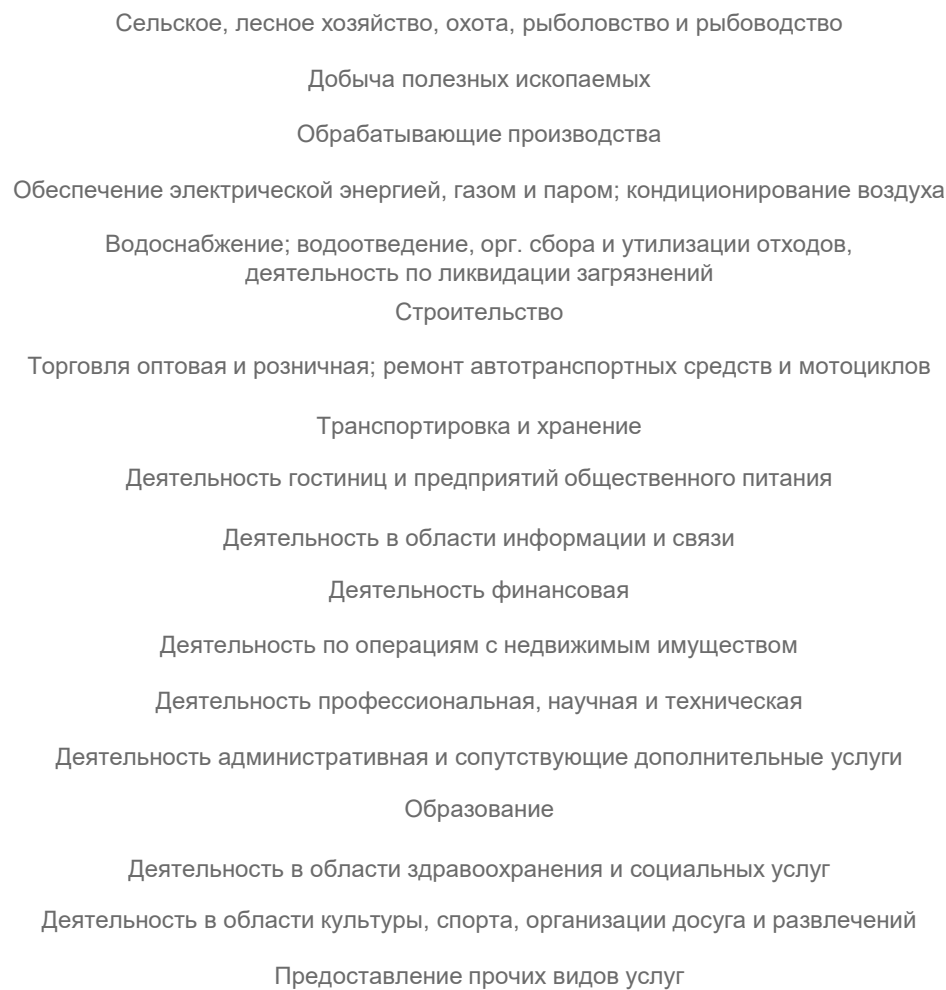 Сельское, лесное хозяйство, охота, рыболовство и рыбоводство
Добыча полезных ископаемых
Обрабатывающие производства
Обеспечение электрической энергией, газом и паром; кондиционирование воздуха
Водоснабжение; водоотведение, орг. сбора и утилизации отходов,
деятельность по ликвидации загрязнений
Строительство
Торговля оптовая и розничная; ремонт автотранспортных средств и мотоциклов
Транспортировка и хранение
Деятельность гостиниц и предприятий общественного питания
Деятельность в области информации и связи
Деятельность финансовая
Деятельность по операциям с недвижимым имуществом
Деятельность профессиональная, научная и техническая
Деятельность административная и сопутствующие дополнительные услуги
Образование
Деятельность в области здравоохранения и социальных услуг
Деятельность в области культуры, спорта, организации досуга и развлечений
Предоставление прочих видов услуг